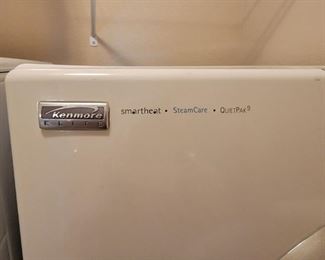 Kenmore
ELITE
smartheat • SteamCare • QuietPak9